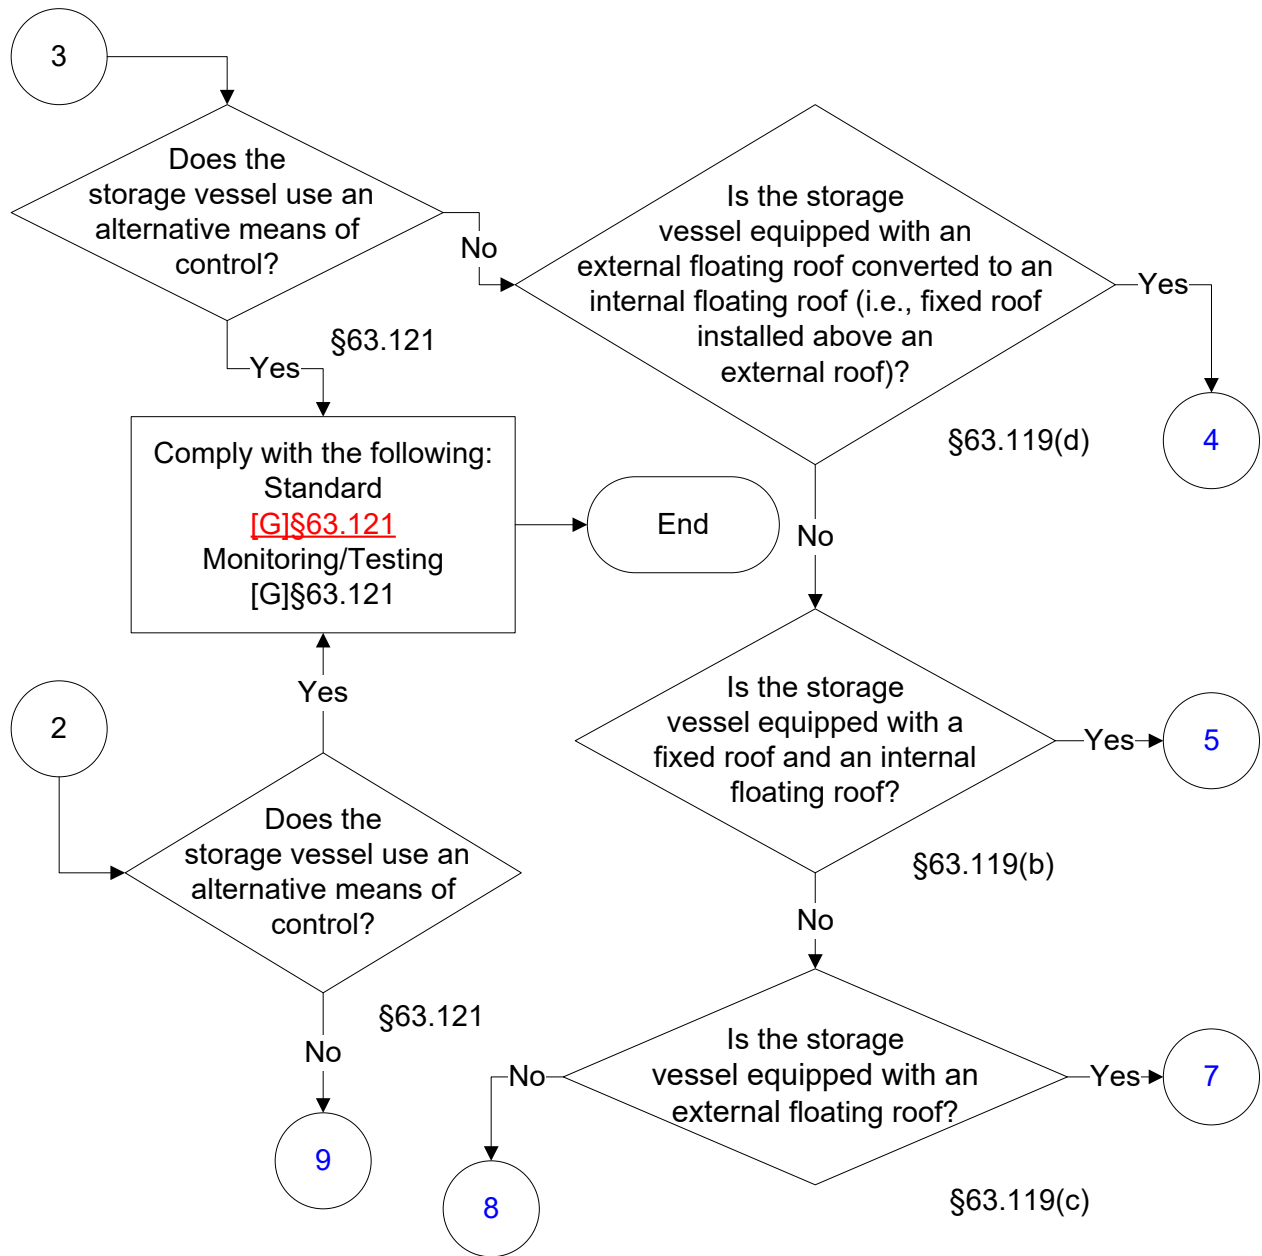 3
Does the
storage vessel use an
alternative means of
control?
No
§63.121
Yes
Is the storage
vessel equipped with an
external floating roof converted to an
internal floating roof (i.e., fixed roof
installed above an
external roof)?
Yes
§63.119(d)
4
Comply with the following:
Standard
[G]§63.121
Monitoring/Testing
[G]§63.121
End
No
Yes
2
Does the
storage vessel use an
alternative means of
control?
§63.121
No
9
Is the storage
vessel equipped with a
fixed roof and an internal
floating roof?
Yes
5
§63.119(b)
No
Is the storage
vessel equipped with an
external floating roof?
Yes
7
No
8
§63.119(c)